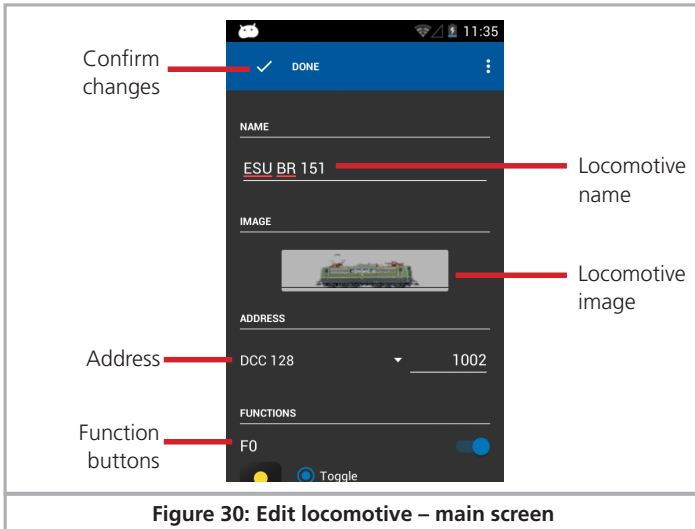 11:35
Confirm
changes
DONE
NAME
ESU BR 151
Locomotive
name
IMAGE
Locomotive
image
ADDRESS
Address
DCC 128 1002
FUNCTIONS
Function
buttons
F0
Toggle
Figure 30: Edit locomotive – main screen